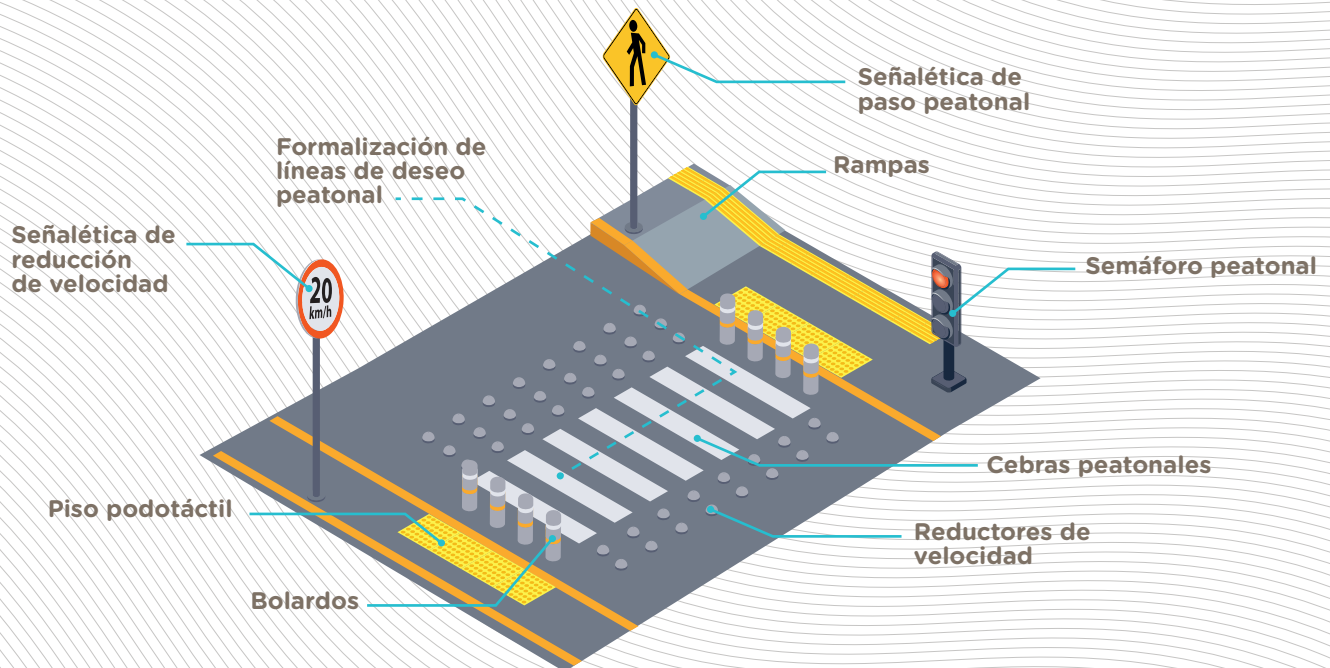 Señalética de
paso peatonal
Formalización de
líneas de deseo
peatonal
Rampas
Señalética de
reducción
de velocidad
20
km/h
Semáforo peatonal
Cebras peatonales
Piso podotáctil
Reductores de
velocidad
Bolardos